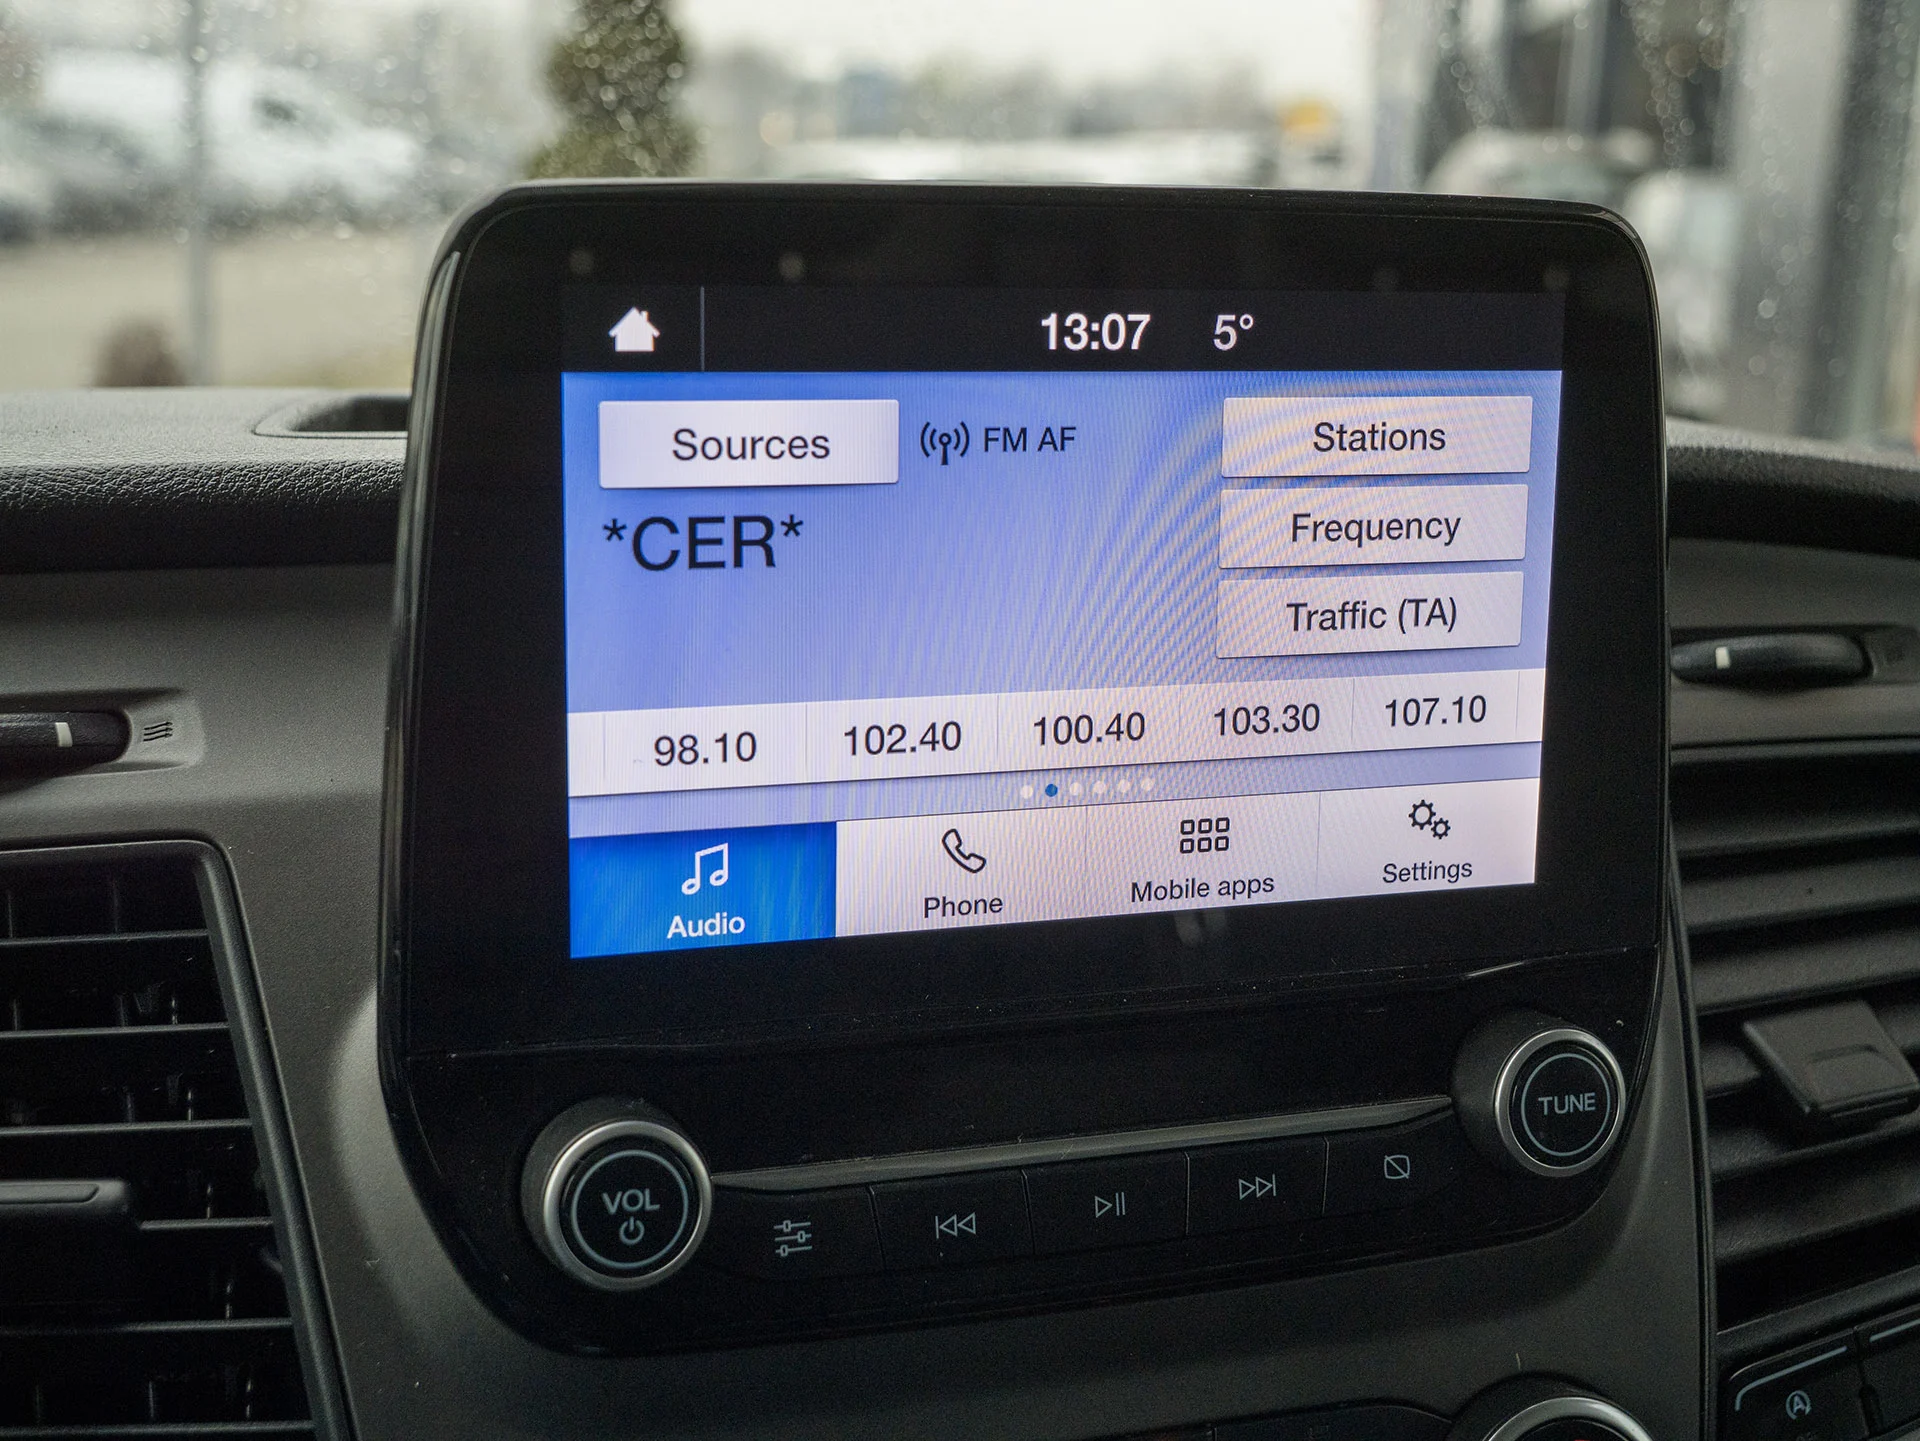 13:07 5°
Sources FM AF Stations
*CER* Frequency
Traffic (TA)
98.10 102.40 100.40 103.30 107.10
Audio Phone Mobile apps Settings
TUNE
VOL
A